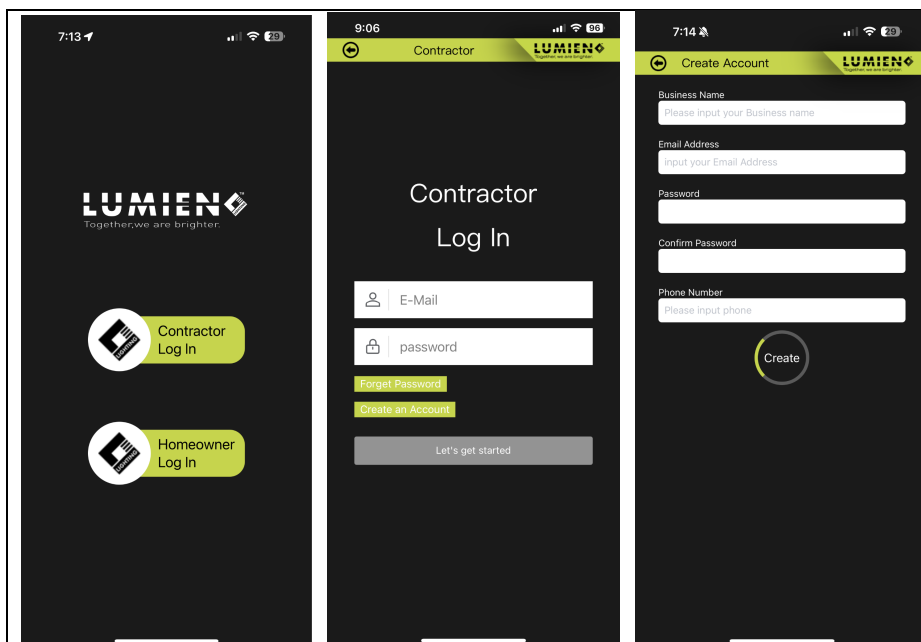 7:13
29
LUMIEN
Together,we are brighter.
Contractor
Log In
LIGHTING
Homeowner
Log In
LIGHTING
9:06
96
Contractor
LUMIEN
Together, we are brighter.
Contractor
Log In
E-Mail
password
Forget Password
Create an Account
Let's get started
7:14
29
Create Account
LUMIEN
Together, we are brighter.
Business Name
Please input your Business name
Email Address
input your Email Address
Password
Confirm Password
Phone Number
Please input phone
Create